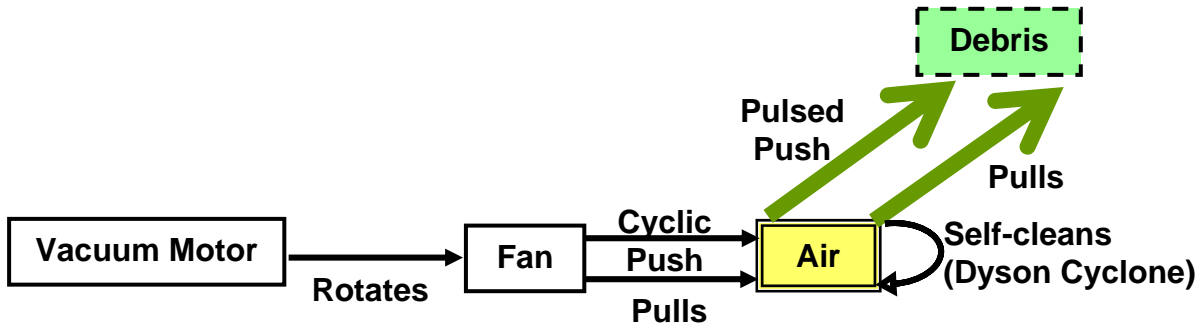 Debris
Pulsed
Push
Pulls
Vacuum Motor
Rotates
Fan
Cyclic
Push
Pulls
Air
Self-cleans
(Dyson Cyclone)